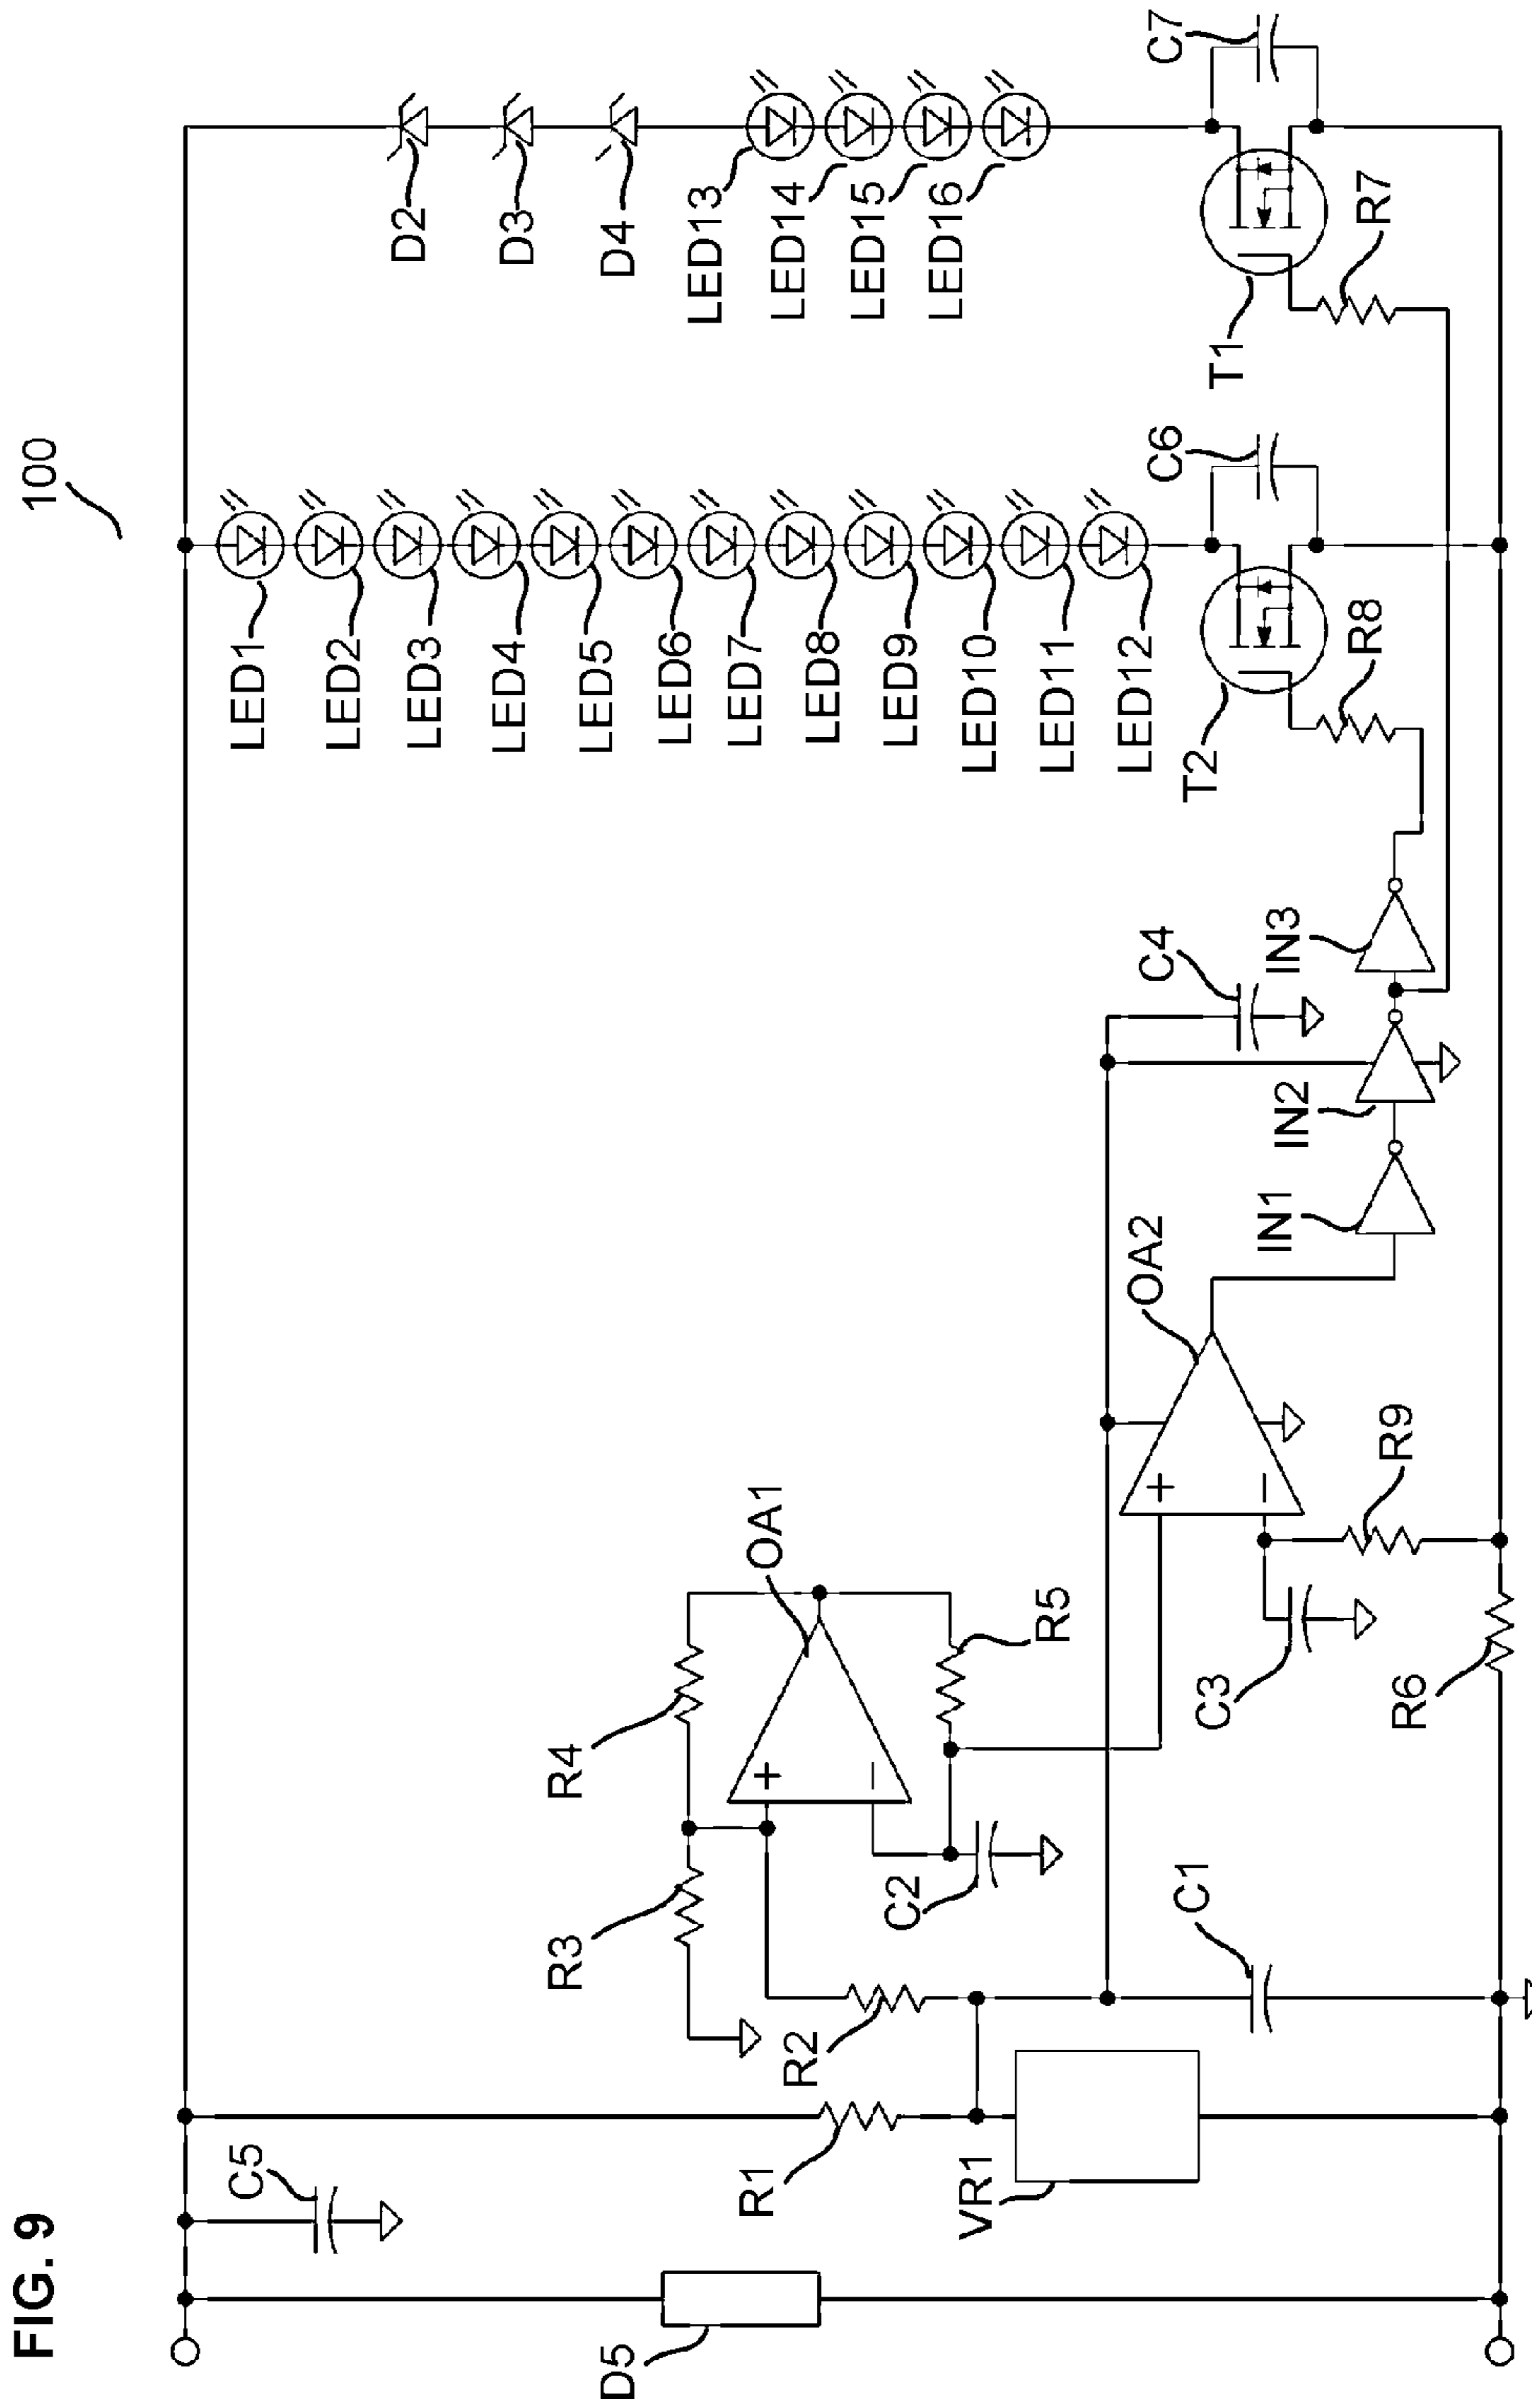 FIG. 9
100
D5
C5
R1
VR1
R2
R3
R4
OA1
R5
C2
C1
OA2
C3
R9
R6
IN1
IN2
IN3
C4
LED1
LED2
LED3
LED4
LED5
LED6
LED7
LED8
LED9
LED10
LED11
LED12
T2
R8
C6
D2
D3
D4
LED13
LED14
LED15
LED16
T1
R7
C7
+
−
+
−